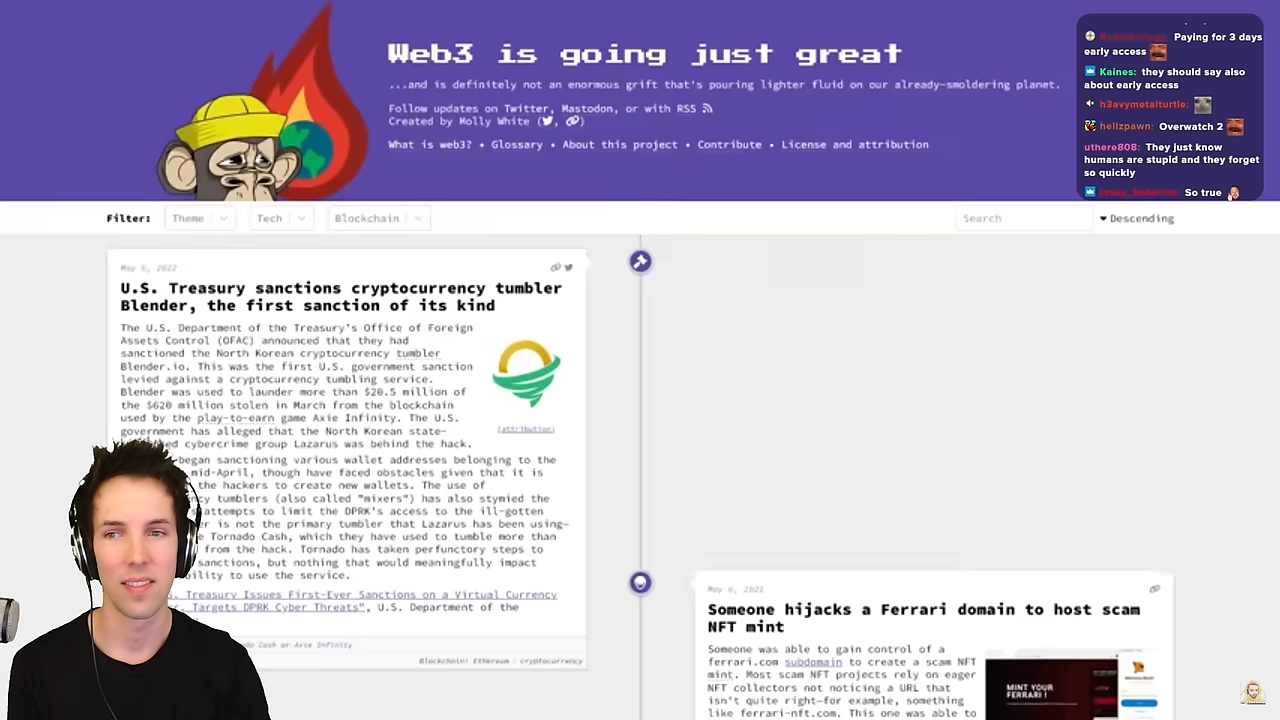 Web3 is going just great
...and is definitely not an enormous grift that's pouring lighter fluid on our already-smoldering planet.
Follow updates on Twitter, Mastodon, or with RSS
Created by Molly White ( , )
What is web3? • Glossary • About this project • Contribute • License and attribution
Paying for 3 days
early access
Kaines: they should say also
about early access
h3avymetalturtle:
hellzpawn: Overwatch 2
uthere808: They just know
humans are stupid and they forget
so quickly
So true
Filter: Theme Tech Blockchain Search Descending
May 6, 2022
U.S. Treasury sanctions cryptocurrency tumbler
Blender, the first sanction of its kind
The U.S. Department of the Treasury's Office of Foreign
Assets Control (OFAC) announced that they had
sanctioned the North Korean cryptocurrency tumbler
Blender.io. This was the first U.S. government sanction
levied against a cryptocurrency tumbling service.
Blender was used to launder more than $20.5 million of
the $620 million stolen in March from the blockchain
used by the play-to-earn game Axie Infinity. The U.S.
government has alleged that the North Korean state-
ed cybercrime group Lazarus was behind the hack.
(attribution)
began sanctioning various wallet addresses belonging to the
mid-April, though have faced obstacles given that it is
the hackers to create new wallets. The use of
cy tumblers (also called "mixers") has also stymied the
attempts to limit the DPRK's access to the ill-gotten
er is not the primary tumbler that Lazarus has been using—
e Tornado Cash, which they have used to tumble more than
from the hack. Tornado has taken perfunctory steps to
sanctions, but nothing that would meaningfully impact
bility to use the service.
. Treasury Issues First-Ever Sanctions on a Virtual Currency
, Targets DPRK Cyber Threats", U.S. Department of the
do Cash or Axie Infinity
Blockchain: Ethereum | cryptocurrency
May 6, 2022
Someone hijacks a Ferrari domain to host scam
NFT mint
Someone was able to gain control of a
ferrari.com subdomain to create a scam NFT
mint. Most scam NFT projects rely on eager
NFT collectors not noticing a URL that
isn't quite right—for example, something
like ferrari-nft.com. This one was able to
MINT YOUR
FERRARI !